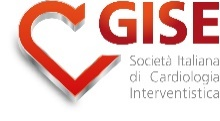 GISE
Società Italiana
di Cardiologia
Interventistica